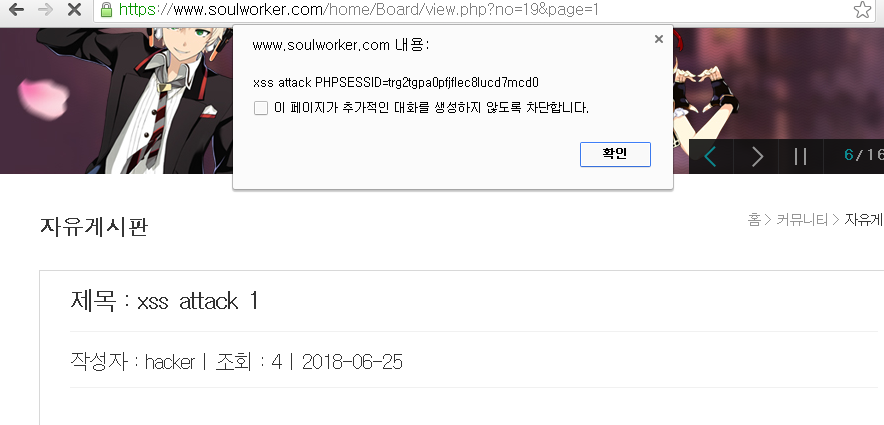 https://www.soulworker.com/home/Board/view.php?no=19&page=1
www.soulworker.com 내용:
xss attack PHPSESSID=trg2tgpa0pfjflec8lucd7mcd0
이 페이지가 추가적인 대화를 생성하지 않도록 차단합니다.
확인
6/16
자유게시판
홈 > 커뮤니티 > 자유게
제목 : xss attack 1
작성자 : hacker | 조회 : 4 | 2018-06-25